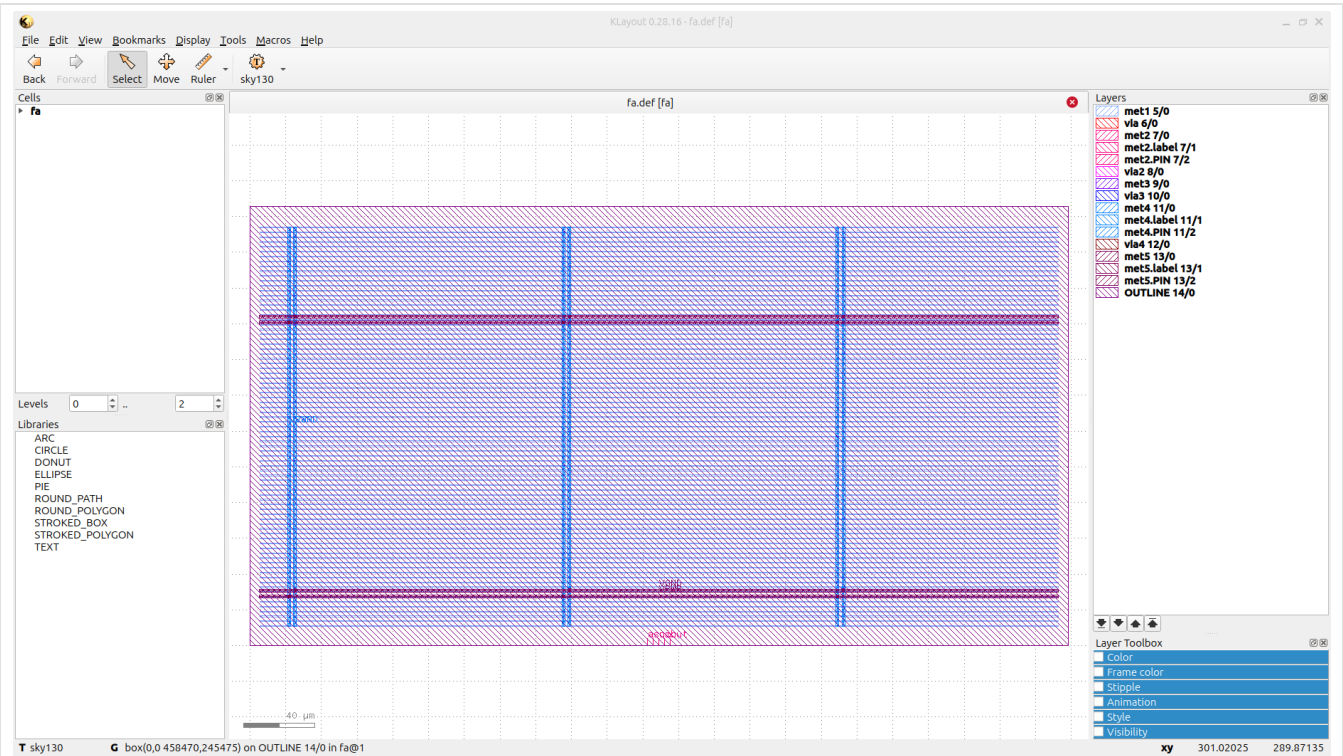 KLayout 0.28.16 - fa.def [fa]
File Edit View Bookmarks Display Tools Macros Help
Back Forward Select Move Ruler sky130
Cells
fa
Levels 0 .. 2
Libraries
ARC
CIRCLE
DONUT
ELLIPSE
PIE
ROUND_PATH
ROUND_POLYGON
STROKED_BOX
STROKED_POLYGON
TEXT
fa.def [fa]
40 µm
Layers
met1 5/0
via 6/0
met2 7/0
met2.label 7/1
met2.PIN 7/2
via2 8/0
met3 9/0
via3 10/0
met4 11/0
met4.label 11/1
met4.PIN 11/2
via4 12/0
met5 13/0
met5.label 13/1
met5.PIN 13/2
OUTLINE 14/0
Layer Toolbox
Color
Frame color
Stipple
Animation
Style
Visibility
T sky130 G box(0,0 458470,245475) on OUTLINE 14/0 in fa@1 xy 301.02025 289.87135